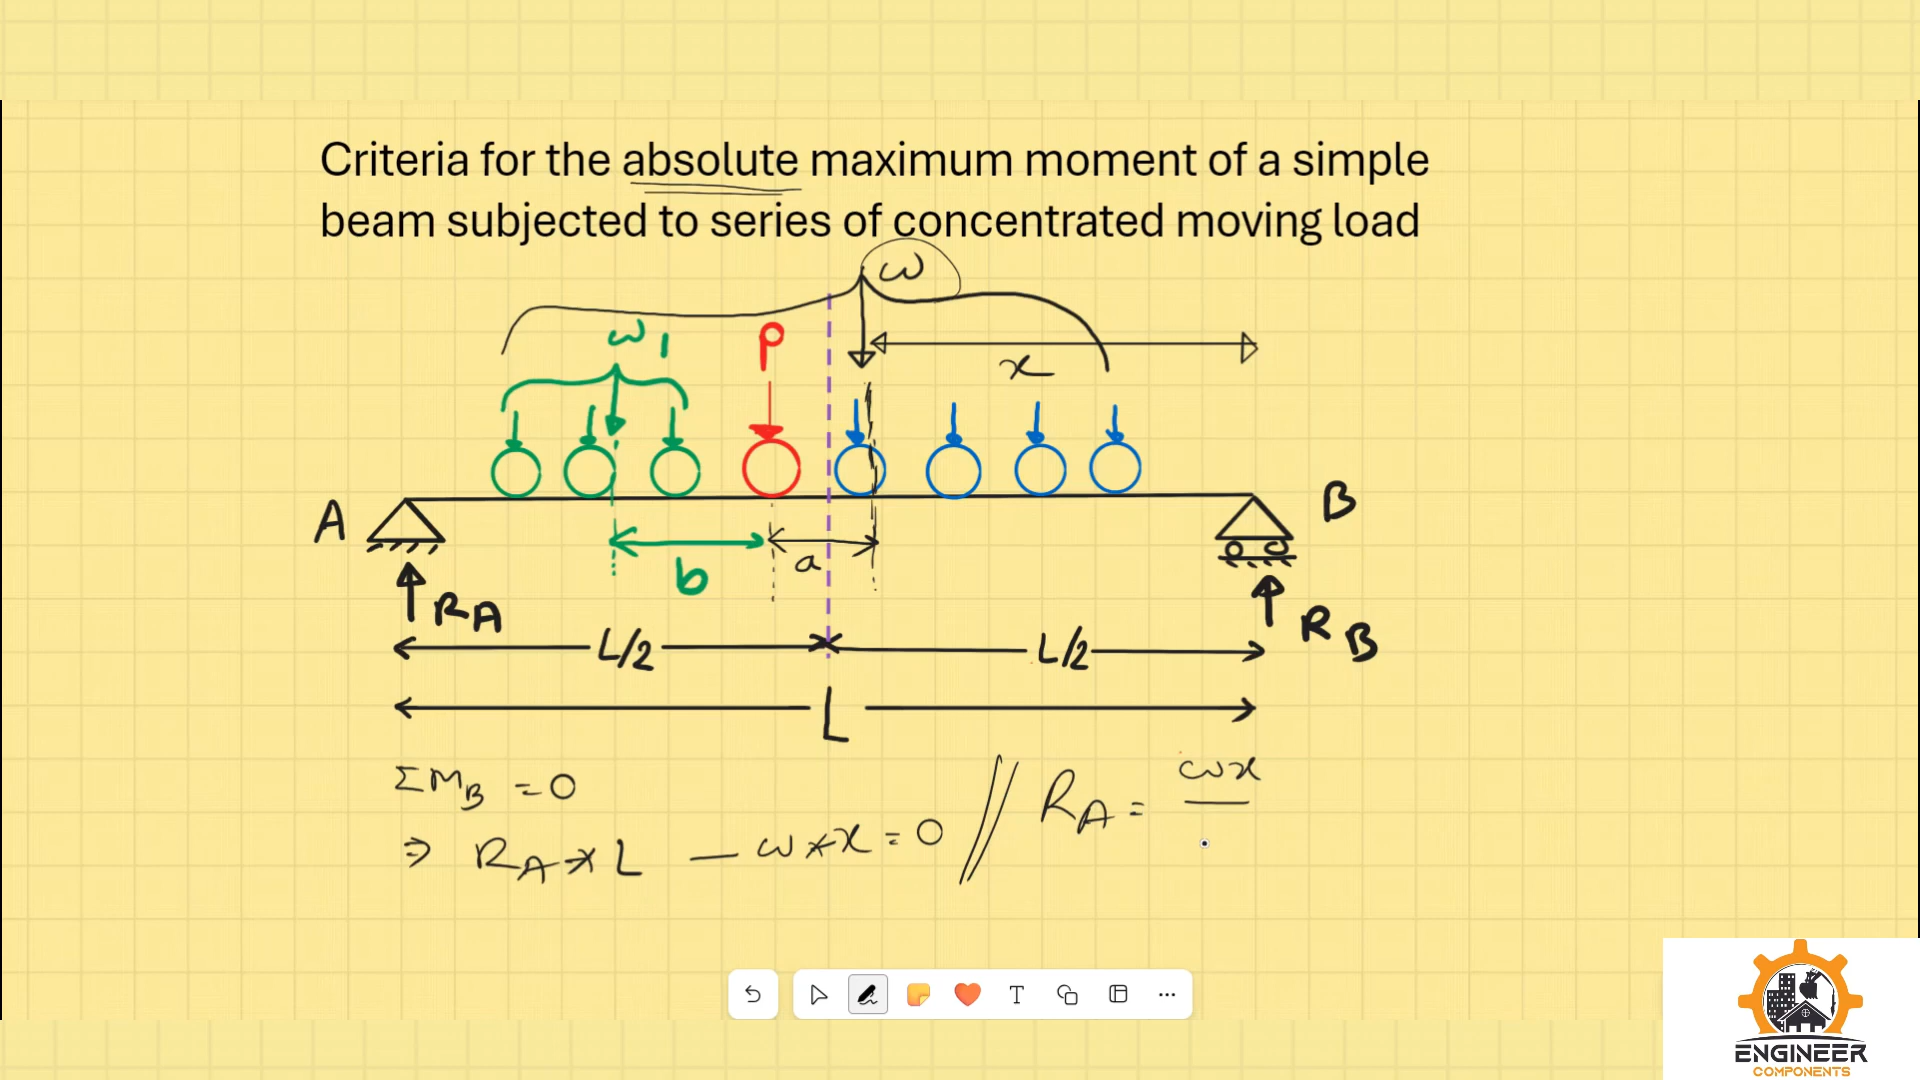 Criteria for the absolute maximum moment of a simple
beam subjected to series of concentrated moving load
ω
ω1
P
x
A
B
b
a
RA
RB
L/2
L/2
L
ΣMB = 0
⇒ RA * L — ω * x = 0 // RA = ωx
T
ENGINEER
COMPONENTS